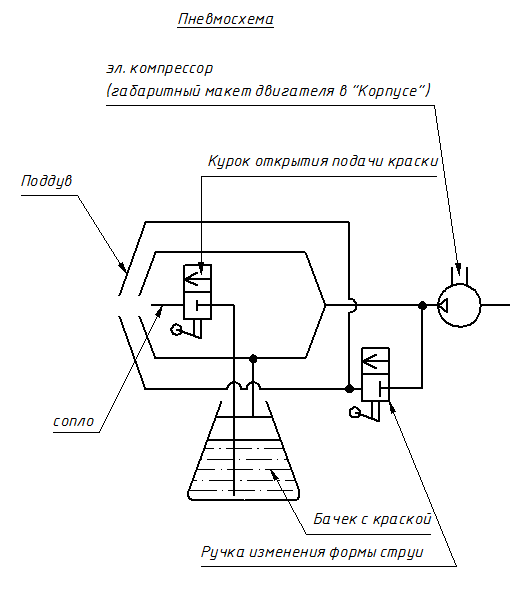 Пневмосхема
эл. компрессор
(габаритный макет двигателя в "Корпусе")
Курок открытия подачи краски
Поддув
сопло
Бачек с краской
Ручка изменения формы струи